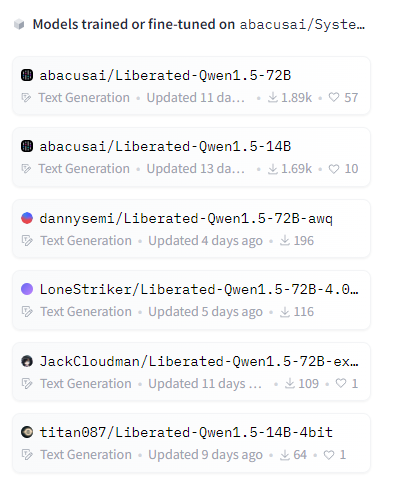 Models trained or fine-tuned on abacusai/Syste…
abacusai/Liberated-Qwen1.5-72B
Text Generation • Updated 11 da… • 1.89k • 57
abacusai/Liberated-Qwen1.5-14B
Text Generation • Updated 13 da… • 1.69k • 10
dannysemi/Liberated-Qwen1.5-72B-awq
Text Generation • Updated 4 days ago • 196
LoneStriker/Liberated-Qwen1.5-72B-4.0…
Text Generation • Updated 5 days ago • 116
JackCloudman/Liberated-Qwen1.5-72B-ex…
Text Generation • Updated 11 days … • 109 • 1
titan087/Liberated-Qwen1.5-14B-4bit
Text Generation • Updated 9 days ago • 64 • 1